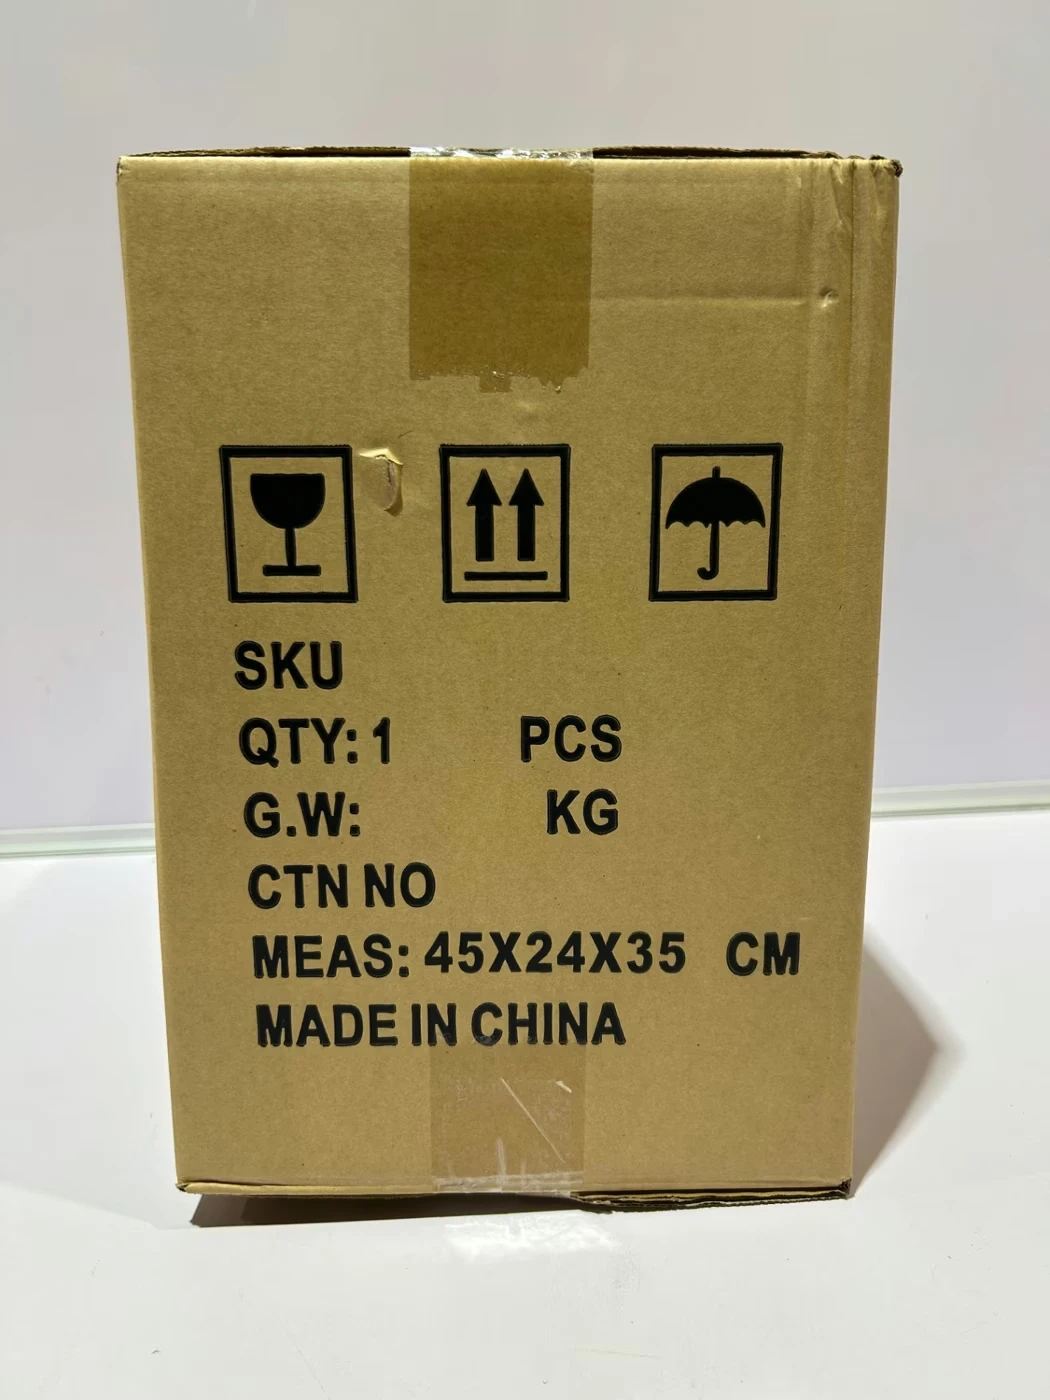 SKU
QTY: 1 PCS
G.W: KG
CTN NO
MEAS: 45X24X35 CM
MADE IN CHINA